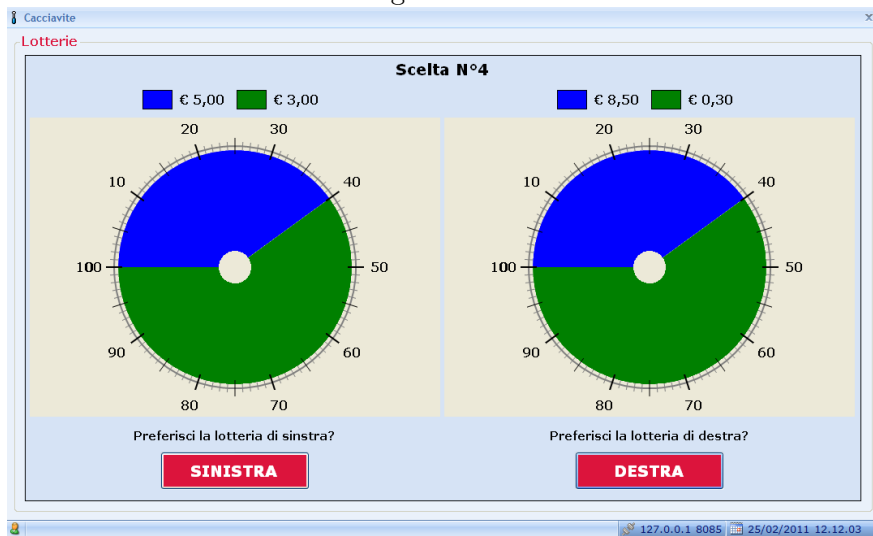 Cacciavite
Lotterie
Scelta N°4
€ 5,00 € 3,00
€ 8,50 € 0,30
20 30
10 40
100 50
90 60
80 70
20 30
10 40
100 50
90 60
80 70
Preferisci la lotteria di sinstra?
Preferisci la lotteria di destra?
SINISTRA
DESTRA
127.0.0.1 8085 25/02/2011 12.12.03